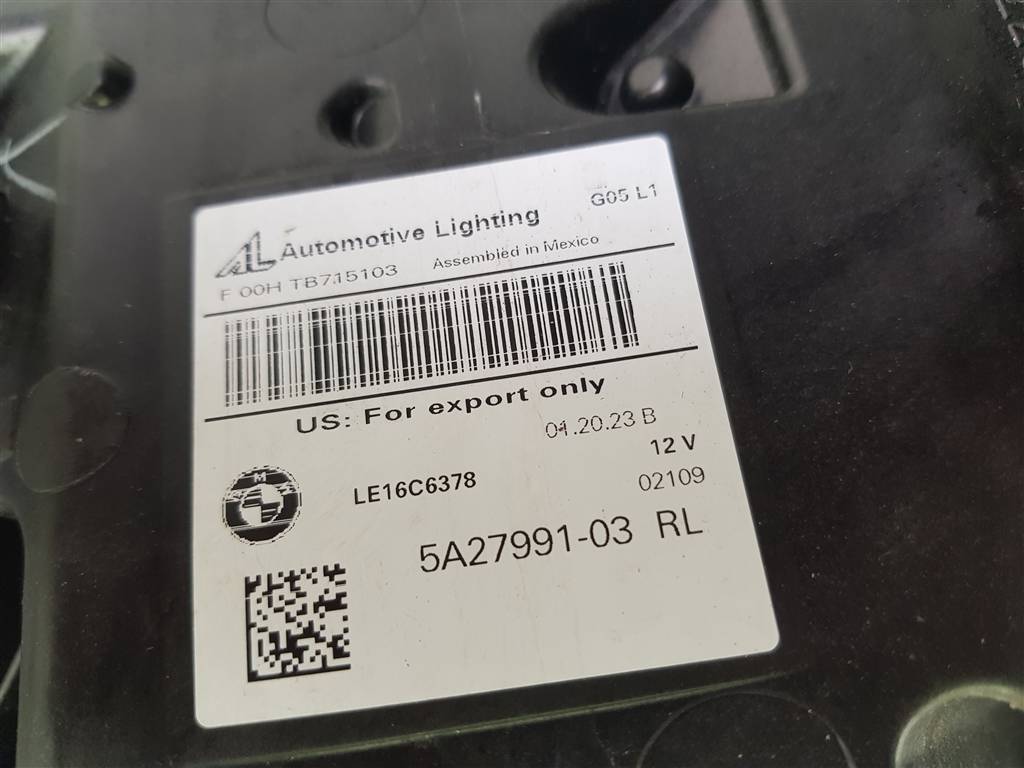 AL Automotive Lighting
G05 L1
F 00H TB715103 Assembled in Mexico
US: For export only
01.20.23 B
12 V
LE16C6378
02109
5A27991-03 RL